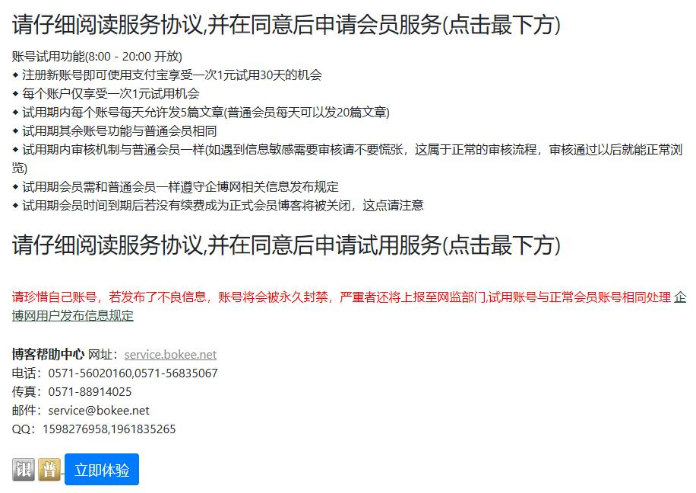 请仔细阅读服务协议,并在同意后申请会员服务(点击最下方)
账号试用功能(8:00 - 20:00 开放)
◆ 注册新账号即可使用支付宝享受一次1元试用30天的机会
◆ 每个账户仅享受一次1元试用机会
◆ 试用期内每个账号每天允许发5篇文章(普通会员每天可以发20篇文章)
◆ 试用期其余账号功能与普通会员相同
◆ 试用期内审核机制与普通会员一样(如遇到信息敏感需要审核请不要慌张，这属于正常的审核流程，审核通过以后就能正常浏
览)
◆ 试用期会员需和普通会员一样遵守企博网相关信息发布规定
◆ 试用期会员时间到期后若没有续费成为正式会员博客将被关闭，这点请注意
请仔细阅读服务协议,并在同意后申请试用服务(点击最下方)
请珍惜自己账号，若发布了不良信息，账号将会被永久封禁，严重者还将上报至网监部门,试用账号与正常会员账号相同处理 企
博网用户发布信息规定
博客帮助中心 网址：service.bokee.net
电话：0571-56020160,0571-56835067
传真：0571-88914025
邮件：service@bokee.net
QQ：1598276958,1961835265
银 普 立即体验